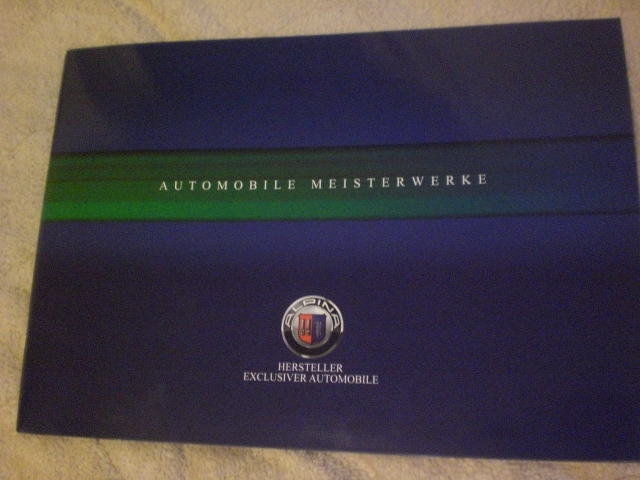 AUTOMOBILE MEISTERWERKE
ALPINA
HERSTELLER
EXCLUSIVER AUTOMOBILE